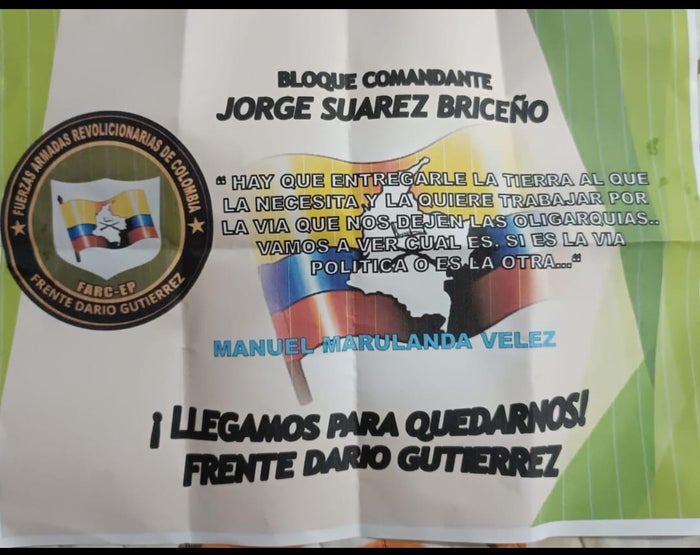 BLOQUE COMANDANTE
JORGE SUAREZ BRICEÑO
FUERZAS ARMADAS REVOLICIONARIAS DE COLOMBIA
FARC-EP
FRENTE DARIO GUTIERREZ
“ HAY QUE ENTREGARLE LA TIERRA AL QUE
LA NECESITA Y LA QUIERE TRABAJAR POR
LA VIA QUE NOS DEJEN LAS OLIGARQUIAS..
VAMOS A VER CUAL ES. SI ES LA VIA
POLITICA O ES LA OTRA...“
MANUEL MARULANDA VELEZ
¡ LLEGAMOS PARA QUEDARNOS!
FRENTE DARIO GUTIERREZ